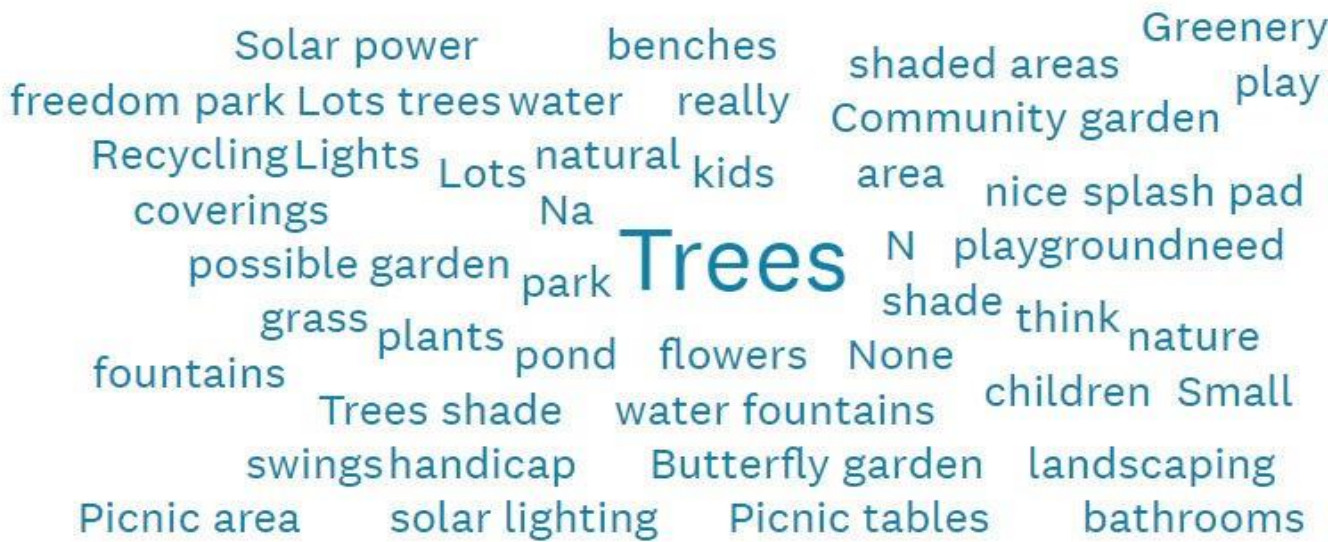 Greenery
Solar power benches shaded areas play
freedom park Lots trees water really Community garden
Recycling Lights Lots natural kids area nice splash pad
coverings Na
possible garden park Trees N playground need
grass plants shade think nature
fountains pond flowers None children Small
Trees shade water fountains
swings handicap Butterfly garden landscaping
Picnic area solar lighting Picnic tables bathrooms